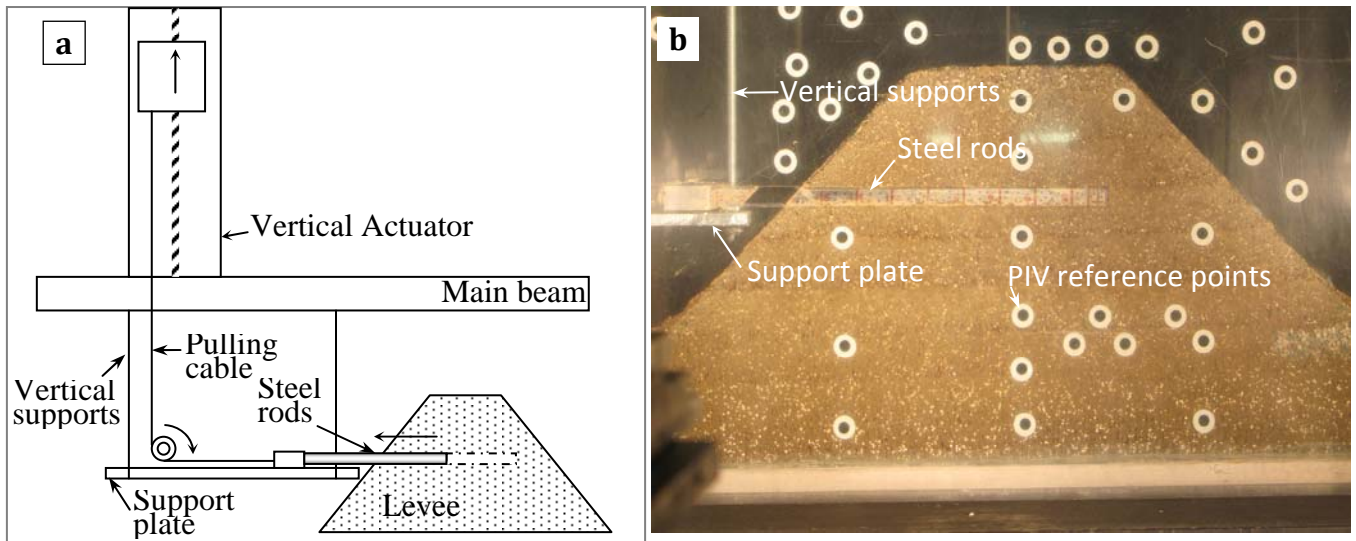 a
Vertical Actuator
Main beam
Pulling
cable
Vertical
supports
Steel
rods
Support
plate
Levee
b
Vertical supports
Steel rods
Support plate
PIV reference points